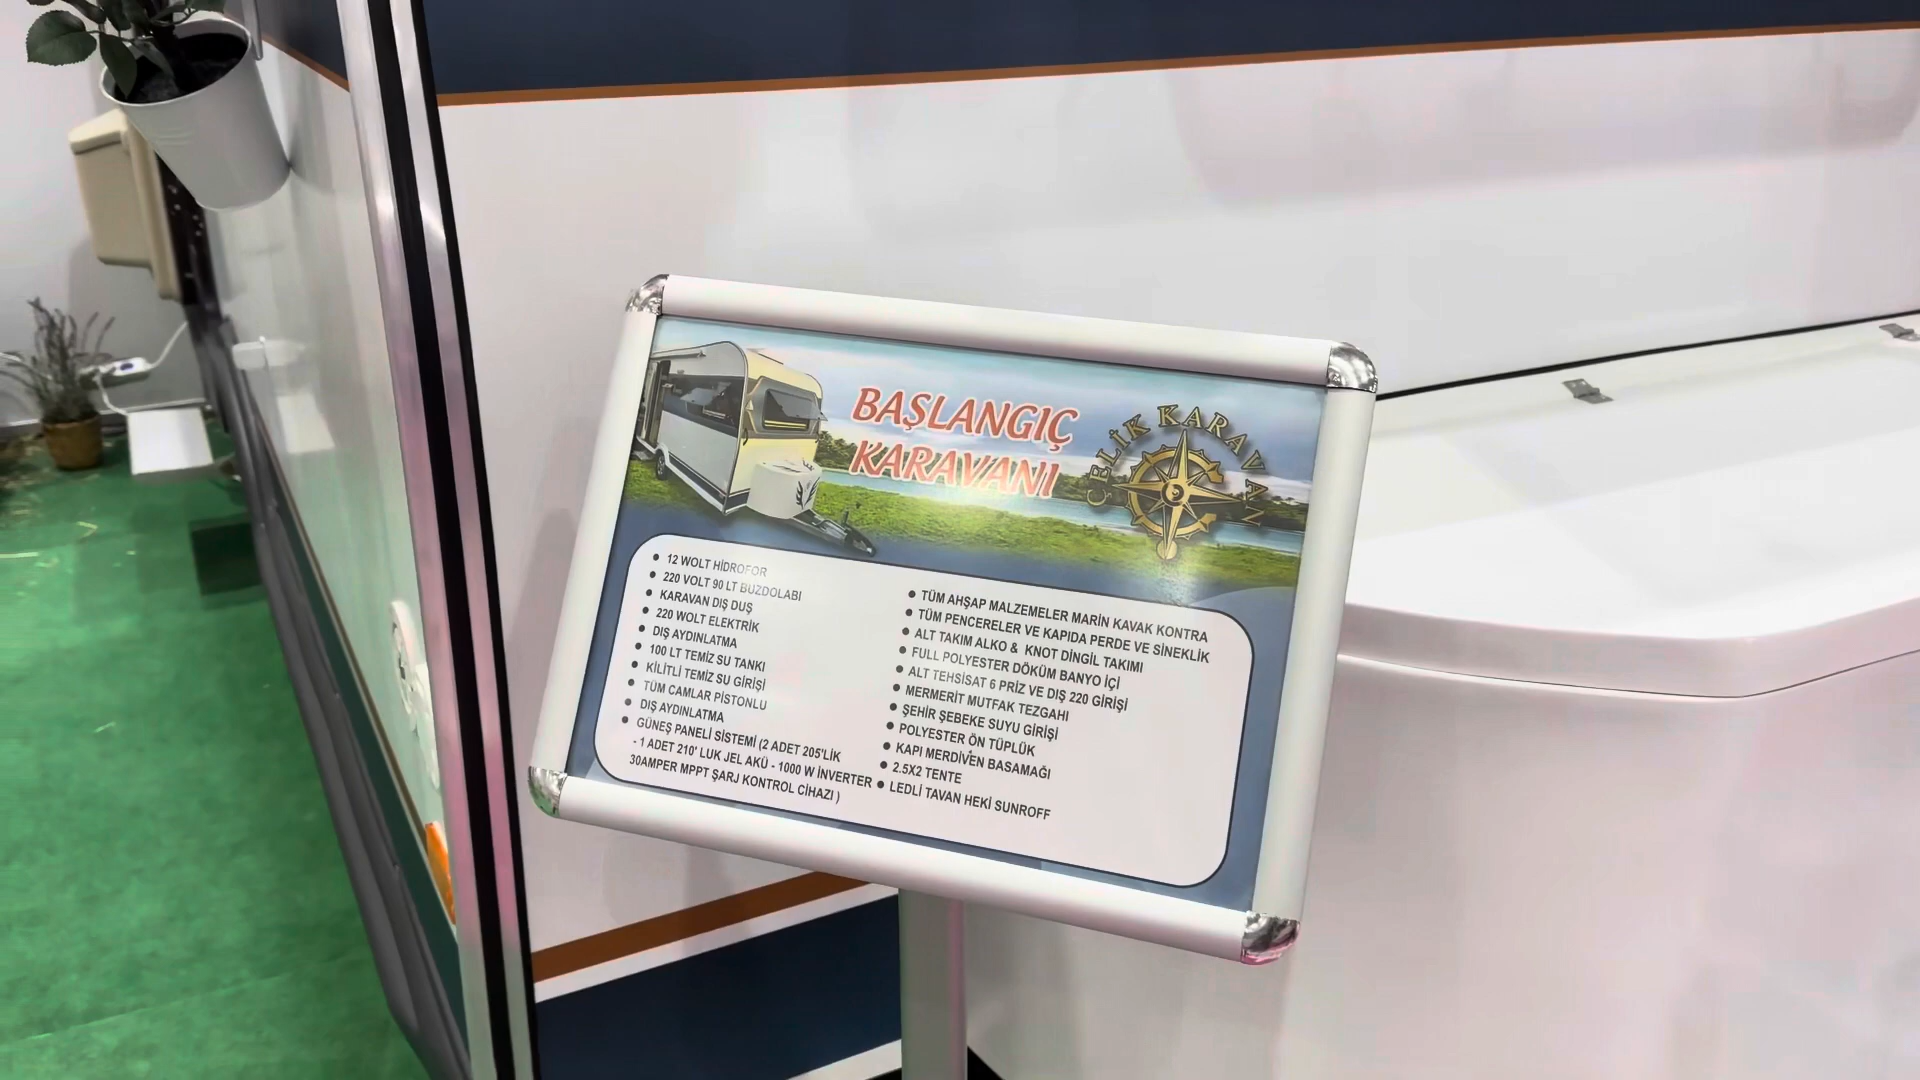 BAŞLANGIÇ
KARAVANI
ÇELİK KARAVAN
12 WOLT HİDROFOR
220 VOLT 90 LT BUZDOLABI
KARAVAN DIŞ DUŞ
220 WOLT ELEKTRİK
DIŞ AYDINLATMA
100 LT TEMİZ SU TANKI
KİLİTLİ TEMİZ SU GİRİŞİ
TÜM CAMLAR PİSTONLU
DIŞ AYDINLATMA
GÜNEŞ PANELİ SİSTEMİ (2 ADET 205'LİK
- 1 ADET 210' LUK JEL AKÜ - 1000 W İNVERTER
30AMPER MPPT ŞARJ KONTROL CİHAZI )
TÜM AHŞAP MALZEMELER MARİN KAVAK KONTRA
TÜM PENCERELER VE KAPIDA PERDE VE SİNEKLİK
ALT TAKIM ALKO & KNOT DİNGİL TAKIMI
FULL POLYESTER DÖKÜM BANYO İÇİ
ALT TEHSİSAT 6 PRİZ VE DIŞ 220 GİRİŞİ
MERMERİT MUTFAK TEZGAHI
ŞEHİR ŞEBEKE SUYU GİRİŞİ
POLYESTER ÖN TÜPLÜK
KAPI MERDİVEN BASAMAĞI
2.5X2 TENTE
LEDLİ TAVAN HEKİ SUNROFF